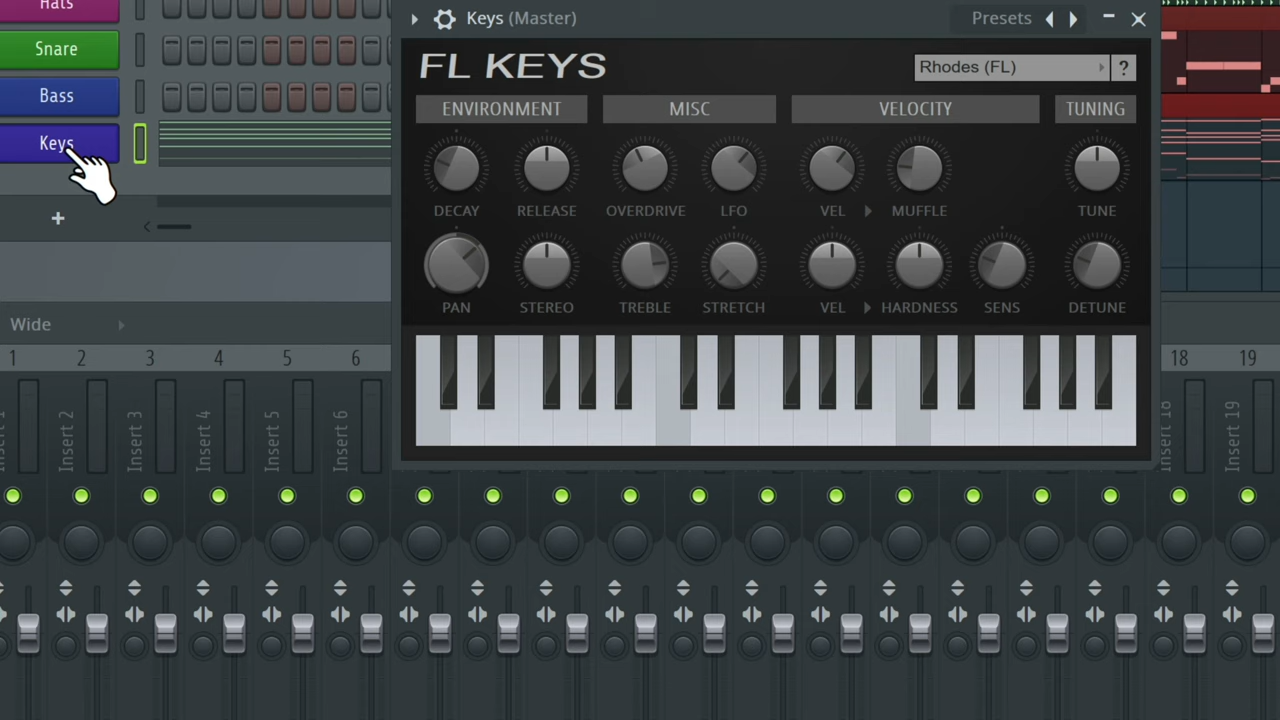 Hats
Snare
Bass
Keys
+
Wide
Keys (Master)
Presets
FL KEYS
Rhodes (FL)
?
ENVIRONMENT
MISC
VELOCITY
TUNING
DECAY
RELEASE
OVERDRIVE
LFO
VEL
MUFFLE
TUNE
PAN
STEREO
TREBLE
STRETCH
VEL
HARDNESS
SENS
DETUNE
1 2 3 4 5 6 18 19
Insert 2
Insert 3
Insert 4
Insert 5
Insert 6
Insert 19